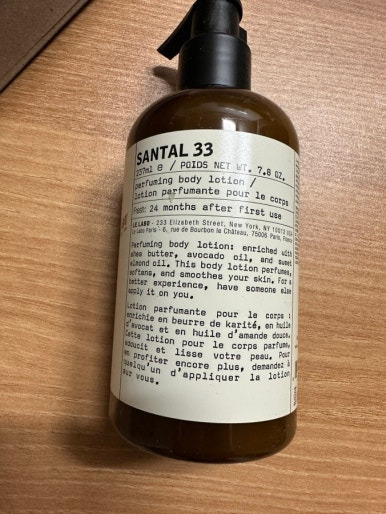 SANTAL 33
237ml e / POIDS NET WT. 7.8 OZ.
perfuming body lotion
lotion parfumante pour le corps
fresh: 24 months after first use
LE LABO - 233 Elizabeth Street, New York, NY 10012 USA
Le Labo Paris - 6, rue de Bourbon le Château, 75006 Paris, France
Perfuming body lotion: enriched with
shea butter, avocado oil, and sweet
almond oil. This body lotion perfumes,
softens, and smoothes your skin. For a
better experience, have someone else
apply it on you.
Lotion parfumante pour le corps :
enrichie en beurre de karité, en huile
d'avocat et en huile d'amande douce.
Cette lotion pour le corps parfume,
adoucit et lisse votre peau. Pour
en profiter encore plus, demandez à
quelqu'un d'appliquer la lotion
sur vous.